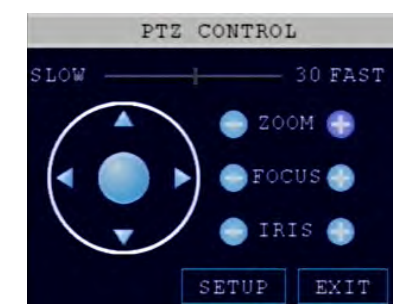 PTZ CONTROL
SLOW 30 FAST
ZOOM
FOCUS
IRIS
SETUP EXIT